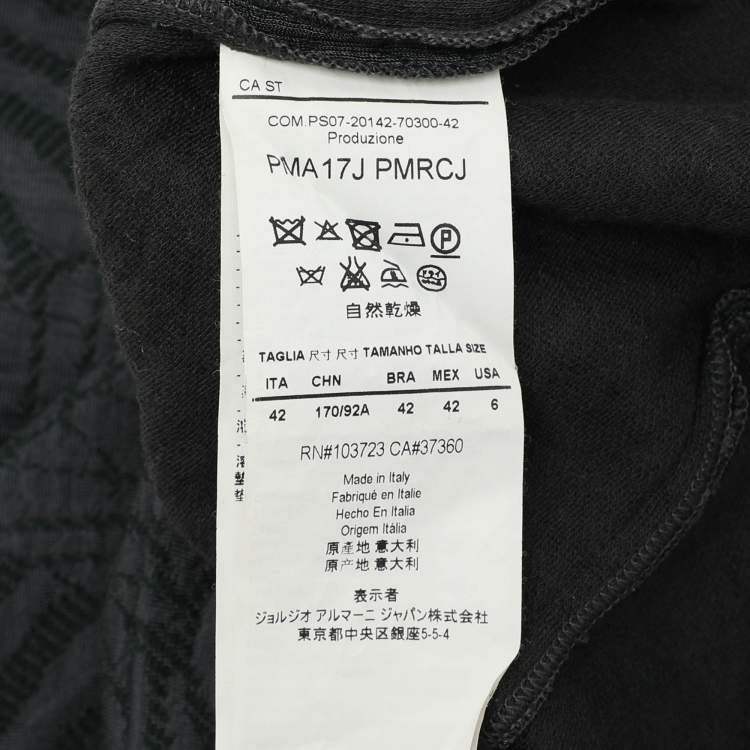 CA ST
COM.PS07-20142-70300-42
Produzione
PMA17J PMRCJ
P
自然乾燥
TAGLIA 尺寸 尺寸 TAMANHO TALLA SIZE
ITA CHN BRA MEX USA
42 170/92A 42 42 6
RN#103723 CA#37360
Made in Italy
Fabriqué en Italie
Hecho En Italia
Origem Itália
原產地 意大利
原产地 意大利
表示者
ジョルジオ アルマーニ ジャパン株式会社
東京都中央区銀座5-5-4